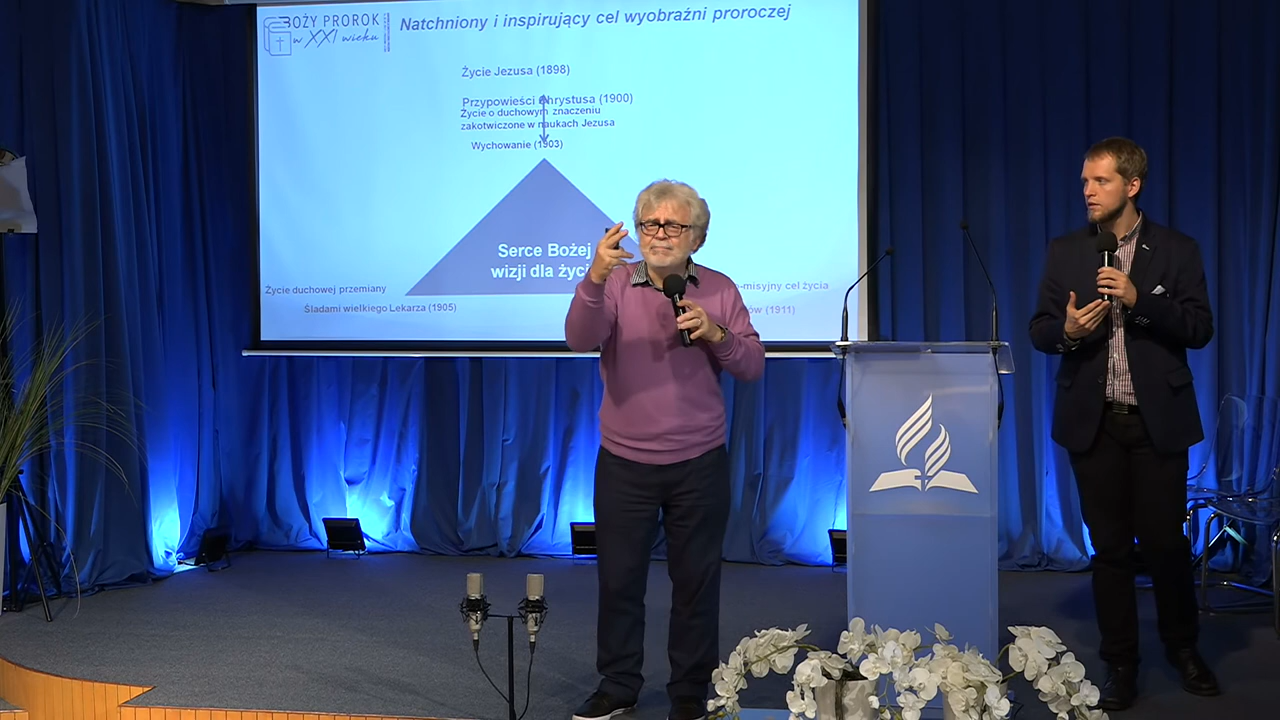 BOŻY PROROK
w XXI wieku
Natchniony i inspirujący cel wyobraźni proroczej
Życie Jezusa (1898)
Przypowieści Chrystusa (1900)
Życie o duchowym znaczeniu
zakotwiczone w naukach Jezusa
Wychowanie (1903)
Serce Bożej
wizji dla
Życie duchowej przemiany
-misyjny cel życia
Śladami wielkiego Lekarza (1905)
(1911)